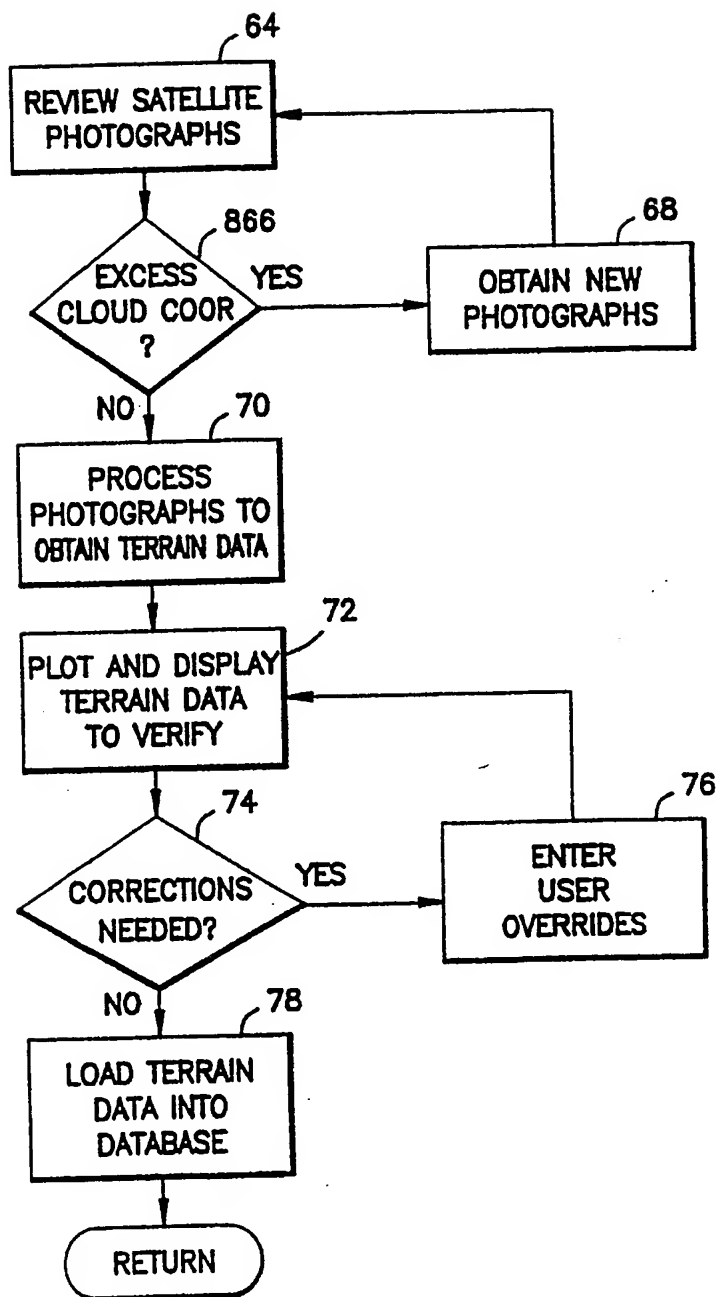 64
REVIEW SATELLITE
PHOTOGRAPHS
866
EXCESS
CLOUD COOR
?
YES
68
OBTAIN NEW
PHOTOGRAPHS
NO
70
PROCESS
PHOTOGRAPHS TO
OBTAIN TERRAIN DATA
72
PLOT AND DISPLAY
TERRAIN DATA
TO VERIFY
74
CORRECTIONS
NEEDED?
YES
76
ENTER
USER
OVERRIDES
NO
78
LOAD TERRAIN
DATA INTO
DATABASE
RETURN